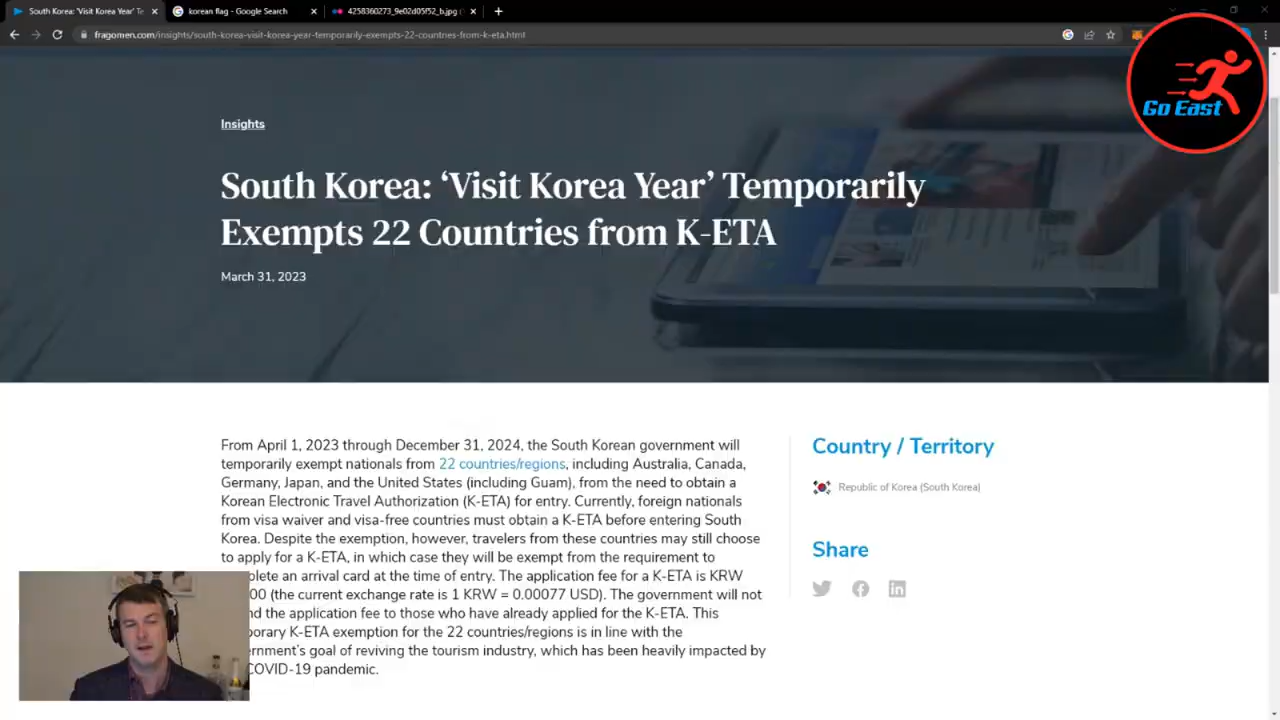 South Korea: 'Visit Korea Year' Te
korean flag - Google Search
4258360273_9e02d05f52_b.jpg (
fragomen.com/insights/south-korea-visit-korea-year-temporarily-exempts-22-countries-from-k-eta.html
Go East
Insights
South Korea: ‘Visit Korea Year’ Temporarily
Exempts 22 Countries from K-ETA
March 31, 2023
From April 1, 2023 through December 31, 2024, the South Korean government will
temporarily exempt nationals from 22 countries/regions, including Australia, Canada,
Germany, Japan, and the United States (including Guam), from the need to obtain a
Korean Electronic Travel Authorization (K-ETA) for entry. Currently, foreign nationals
from visa waiver and visa-free countries must obtain a K-ETA before entering South
Korea. Despite the exemption, however, travelers from these countries may still choose
to apply for a K-ETA, in which case they will be exempt from the requirement to
plete an arrival card at the time of entry. The application fee for a K-ETA is KRW
00 (the current exchange rate is 1 KRW = 0.00077 USD). The government will not
nd the application fee to those who have already applied for the K-ETA. This
porary K-ETA exemption for the 22 countries/regions is in line with the
ernment's goal of reviving the tourism industry, which has been heavily impacted by
COVID-19 pandemic.
Country / Territory
Republic of Korea (South Korea)
Share